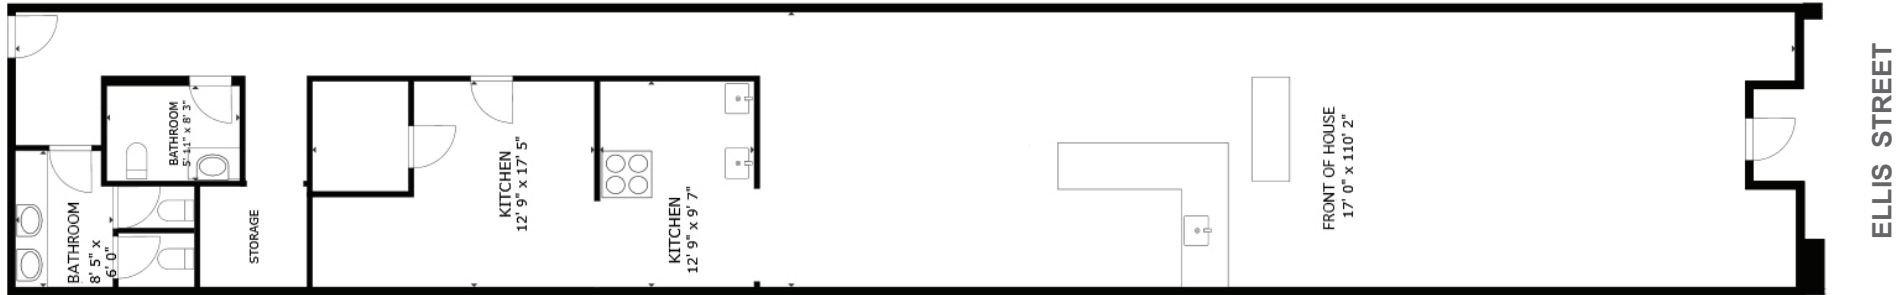 BATHROOM
5' 11" x 8' 3"
BATHROOM
8' 5" x
6' 0"
STORAGE
KITCHEN
12' 9" x 17' 5"
KITCHEN
12' 9" x 9' 7"
FRONT OF HOUSE
17' 0" x 110' 2"
ELLIS STREET